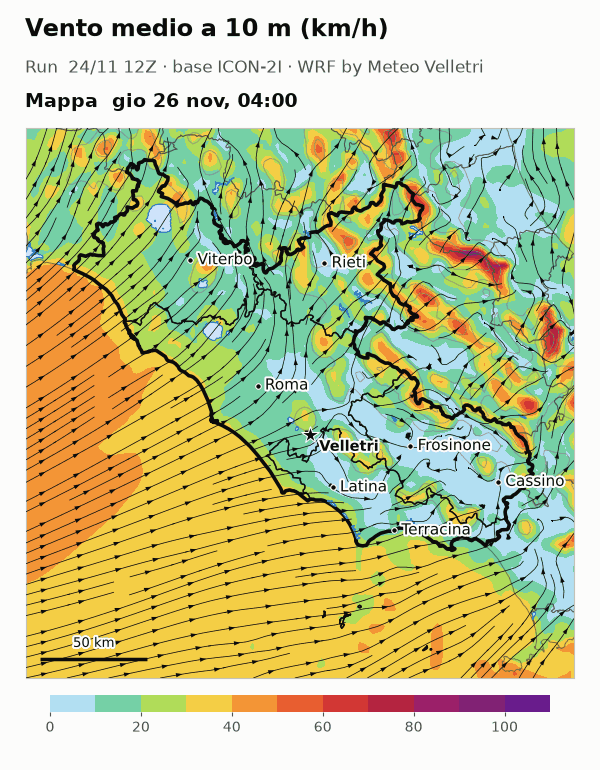 Vento medio a 10 m (km/h)
Run 24/11 12Z · base ICON-2I · WRF by Meteo Velletri
Mappa gio 26 nov, 04:00
Viterbo
Rieti
Roma
Velletri
Frosinone
Latina
Cassino
Terracina
50 km
0 20 40 60 80 100